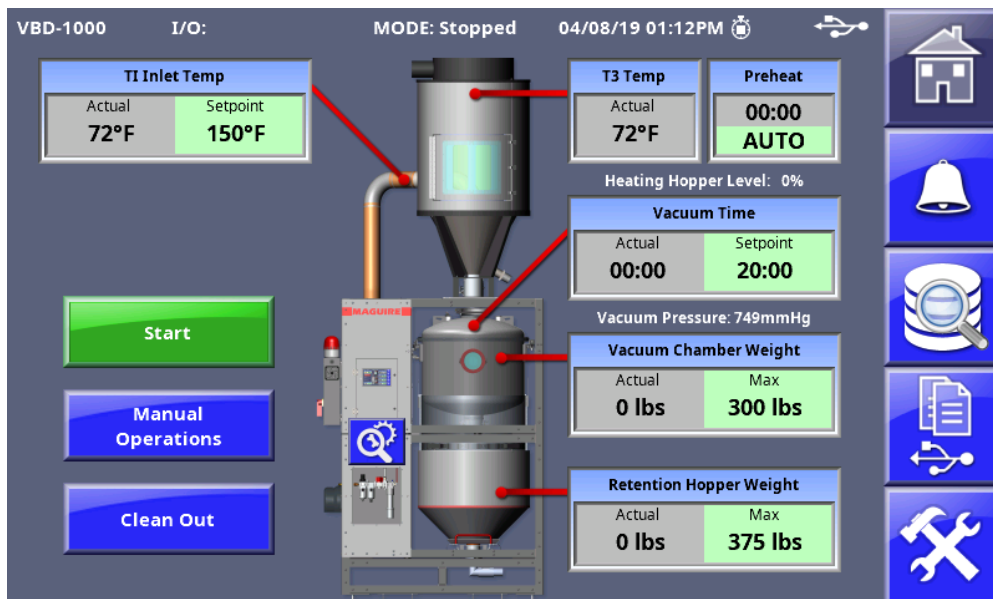 VBD-1000 I/O: MODE: Stopped 04/08/19 01:12PM
TI Inlet Temp
Actual Setpoint
72°F 150°F
T3 Temp
Actual
72°F
Preheat
00:00
AUTO
Heating Hopper Level: 0%
Vacuum Time
Actual Setpoint
00:00 20:00
Vacuum Pressure: 749mmHg
Vacuum Chamber Weight
Actual Max
0 lbs 300 lbs
Retention Hopper Weight
Actual Max
0 lbs 375 lbs
MAGUIRE
Start
Manual
Operations
Clean Out